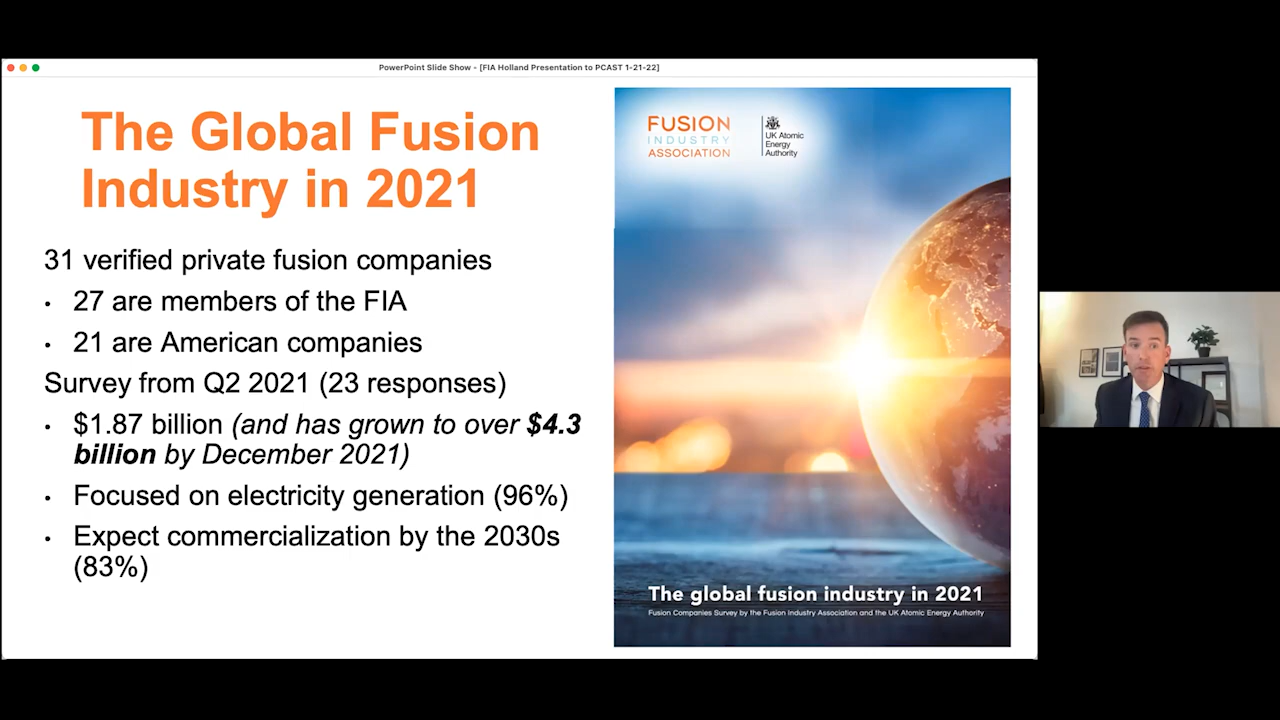 PowerPoint Slide Show - [FIA Holland Presentation to PCAST 1-21-22]
The Global Fusion
Industry in 2021
31 verified private fusion companies
• 27 are members of the FIA
• 21 are American companies
Survey from Q2 2021 (23 responses)
• $1.87 billion (and has grown to over $4.3
billion by December 2021)
• Focused on electricity generation (96%)
• Expect commercialization by the 2030s
(83%)
FUSION
INDUSTRY
ASSOCIATION
UK Atomic
Energy
Authority
The global fusion industry in 2021
Fusion Companies Survey by the Fusion Industry Association and the UK Atomic Energy Authority